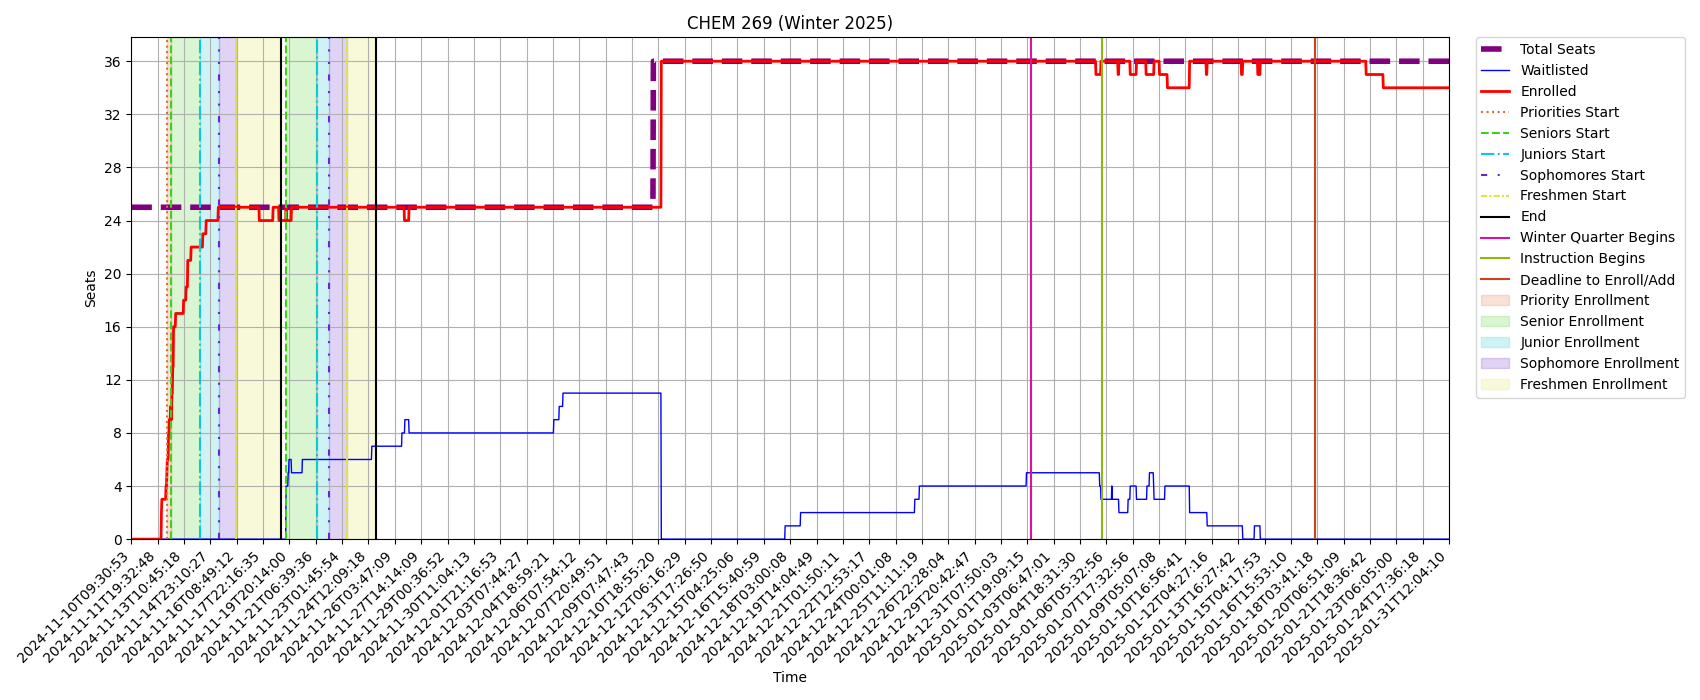 CHEM 269 (Winter 2025)
Seats
36
32
28
24
20
16
12
8
4
0
2024-11-10T09:30:53
2024-11-11T19:32:48
2024-11-13T10:45:18
2024-11-14T23:10:27
2024-11-16T08:49:12
2024-11-17T22:16:35
2024-11-19T20:14:00
2024-11-21T06:39:36
2024-11-23T01:45:54
2024-11-24T12:09:18
2024-11-26T03:47:09
2024-11-27T14:14:09
2024-11-29T00:36:52
2024-11-30T11:04:13
2024-12-01T21:16:53
2024-12-03T07:44:27
2024-12-04T18:59:21
2024-12-06T07:54:12
2024-12-07T20:49:51
2024-12-09T07:47:43
2024-12-10T18:55:20
2024-12-12T06:16:29
2024-12-13T17:26:50
2024-12-15T04:25:06
2024-12-16T15:40:59
2024-12-18T03:00:08
2024-12-19T14:04:49
2024-12-21T01:50:11
2024-12-22T12:53:17
2024-12-24T00:01:08
2024-12-25T11:11:19
2024-12-26T22:28:04
2024-12-29T20:42:47
2024-12-31T07:50:03
2025-01-01T19:09:15
2025-01-03T06:47:01
2025-01-04T18:31:30
2025-01-06T05:32:56
2025-01-07T17:32:56
2025-01-09T05:07:08
2025-01-10T16:56:41
2025-01-12T04:27:16
2025-01-13T16:27:42
2025-01-15T04:17:53
2025-01-16T15:53:10
2025-01-18T03:41:18
2025-01-20T06:51:09
2025-01-21T18:36:42
2025-01-23T06:05:00
2025-01-24T17:36:18
2025-01-31T12:04:10
Time
Total Seats
Waitlisted
Enrolled
Priorities Start
Seniors Start
Juniors Start
Sophomores Start
Freshmen Start
End
Winter Quarter Begins
Instruction Begins
Deadline to Enroll/Add
Priority Enrollment
Senior Enrollment
Junior Enrollment
Sophomore Enrollment
Freshmen Enrollment